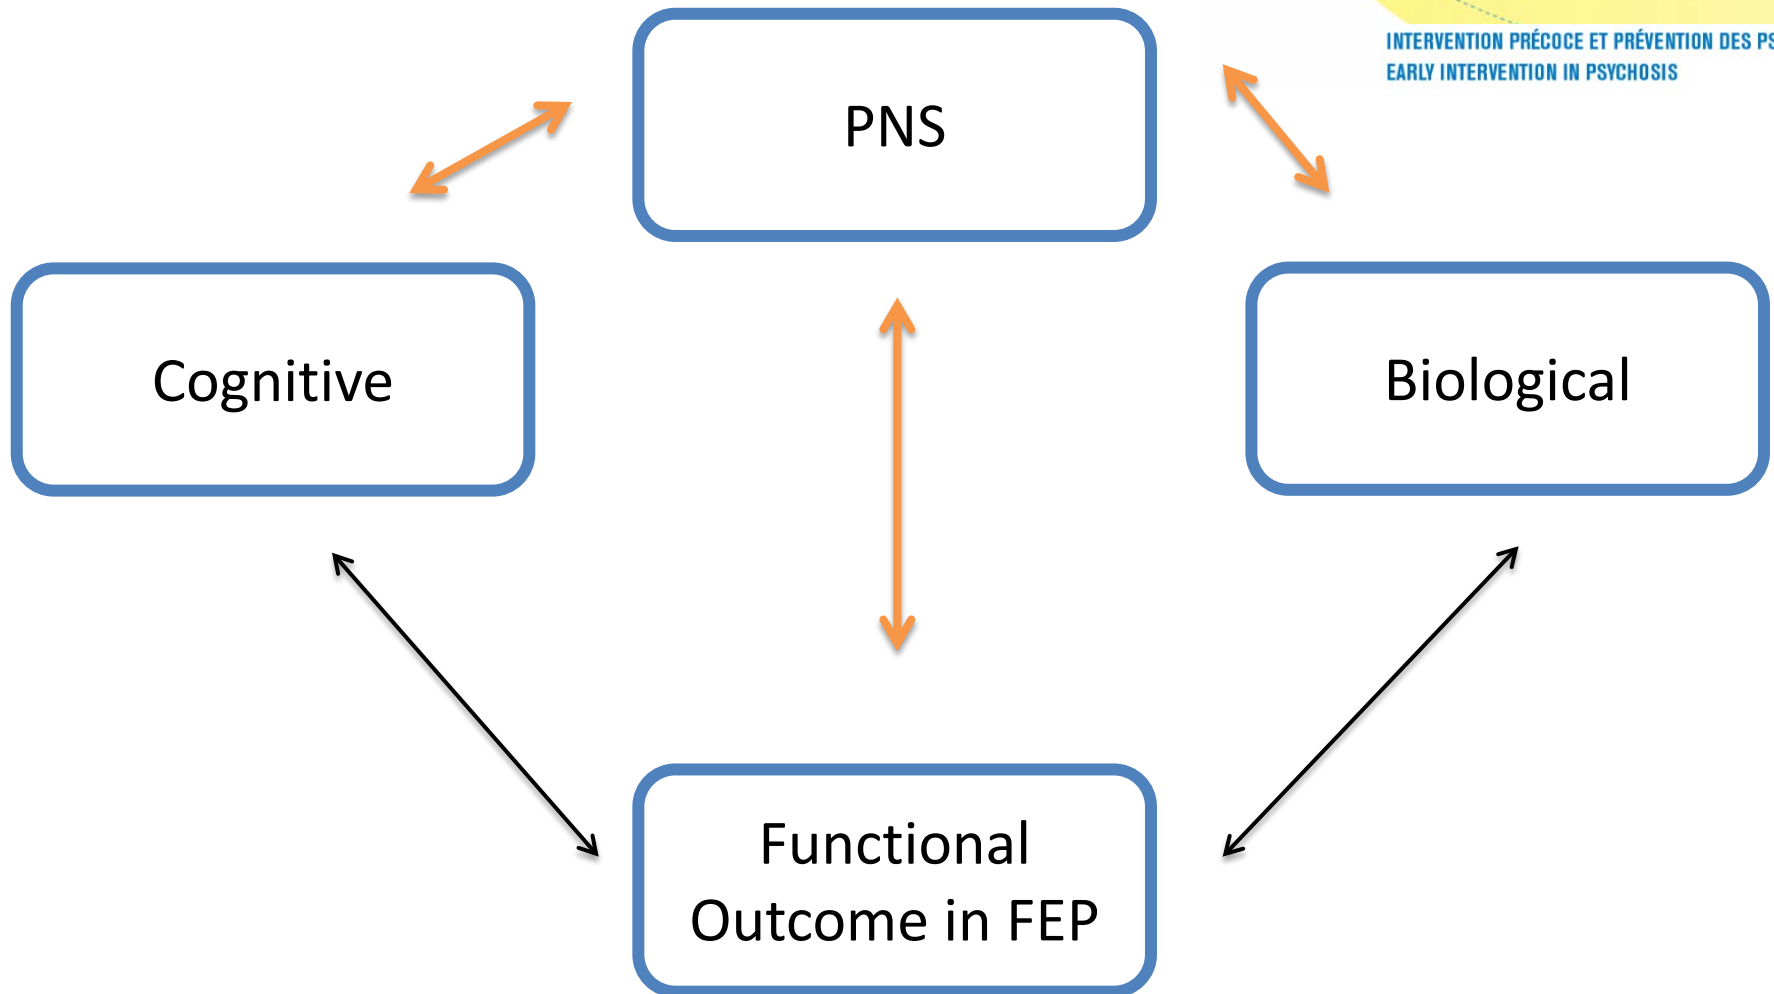 INTERVENTION PRÉCOCE ET PRÉVENTION DES
EARLY INTERVENTION IN PSYCHOSIS
PNS
Cognitive
Biological
Functional
Outcome in FEP